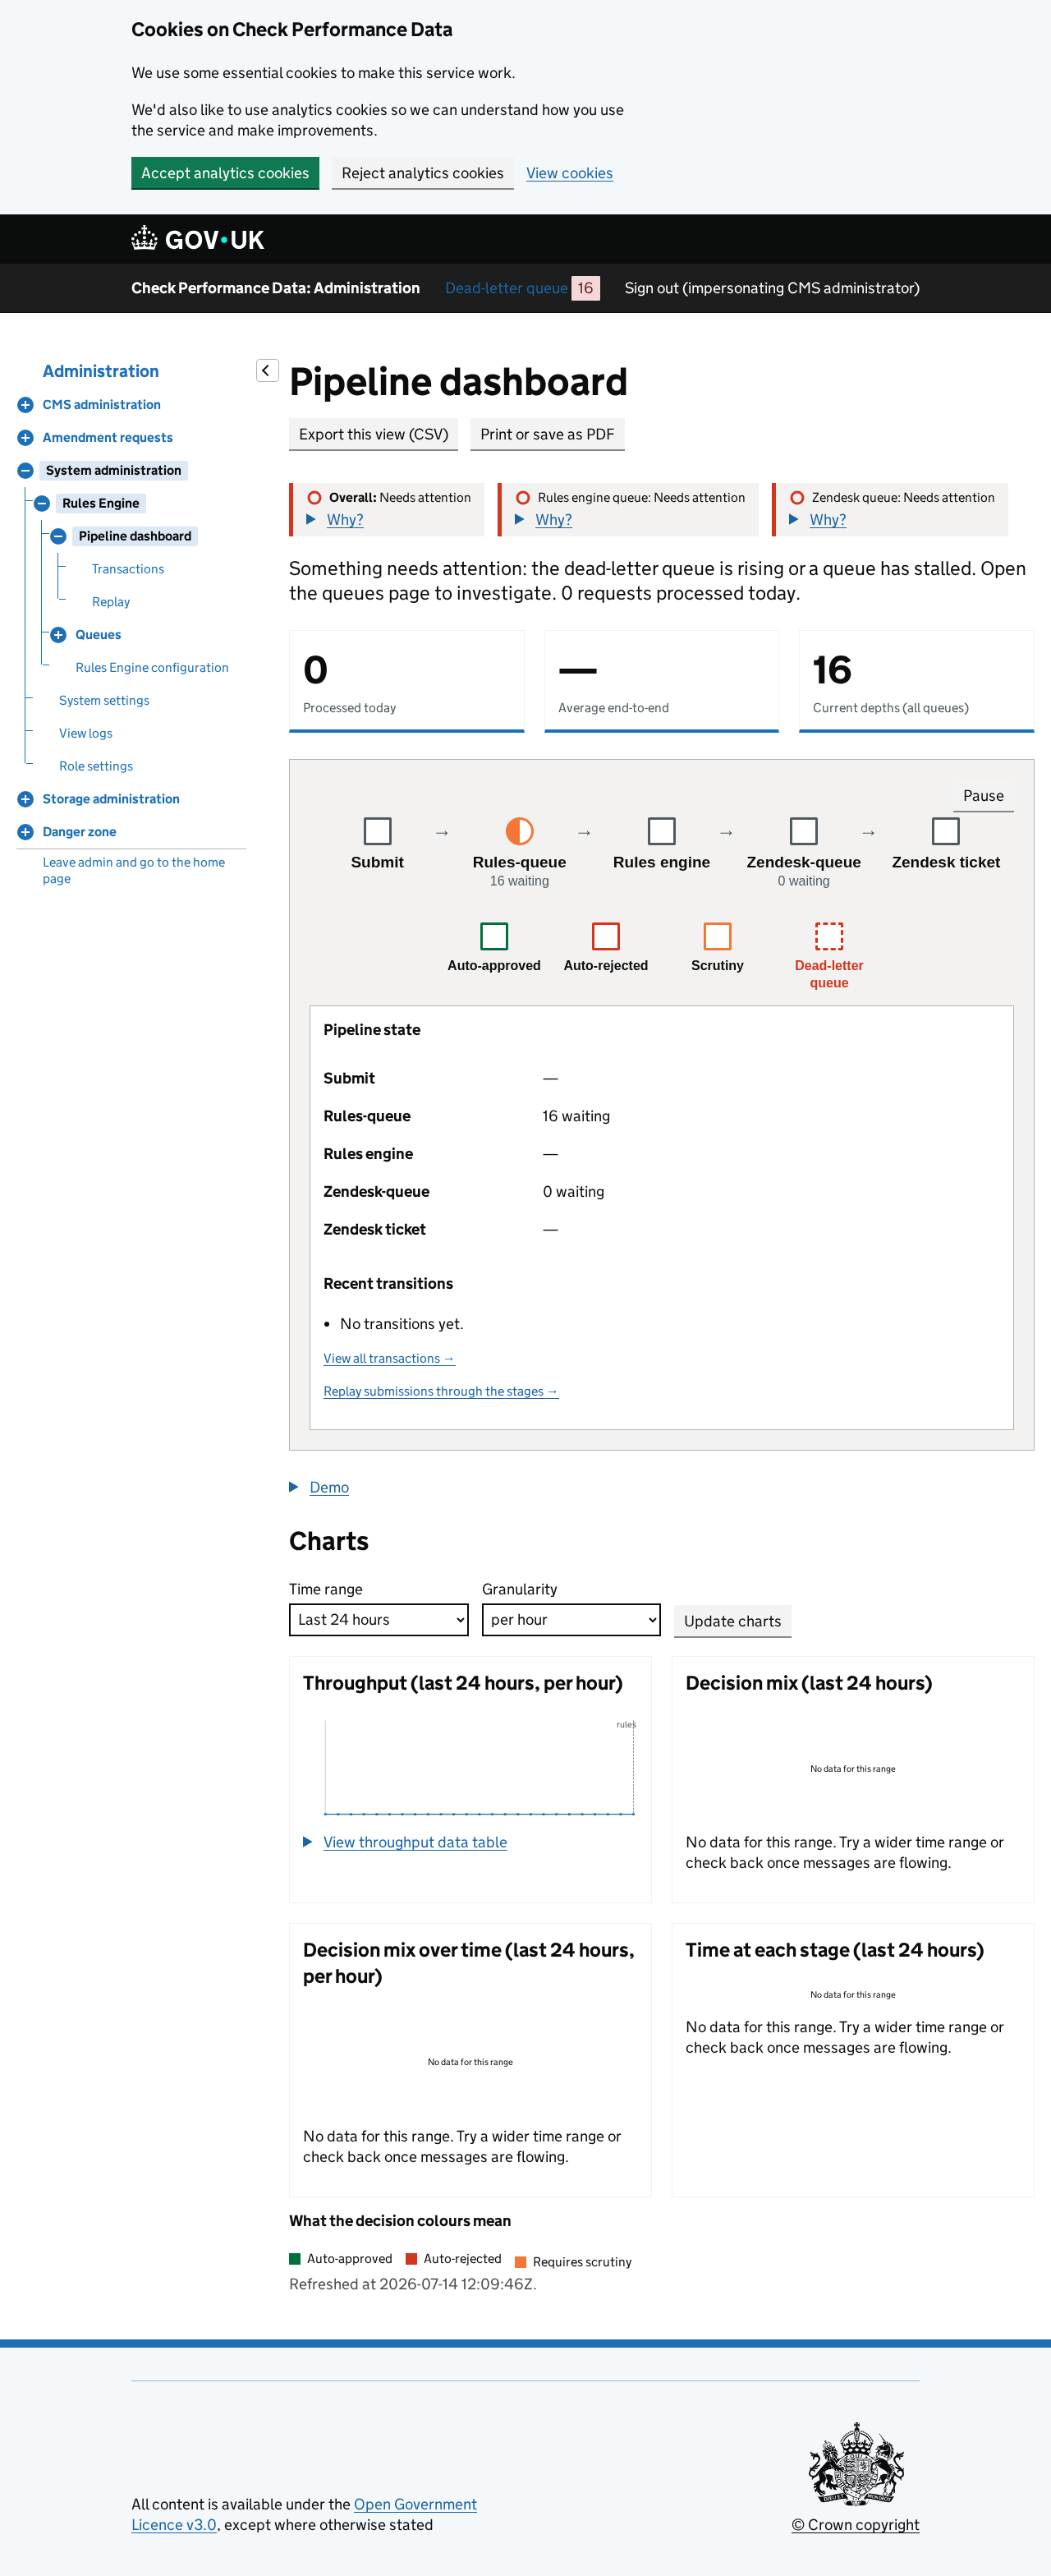 Cookies on Check Performance Data
We use some essential cookies to make this service work.
We'd also like to use analytics cookies so we can understand how you use
the service and make improvements.
Accept analytics cookies
Reject analytics cookies
View cookies
GOV·UK
Check Performance Data: Administration
Dead-letter queue 16
Sign out (impersonating CMS administrator)
Administration
CMS administration
Amendment requests
System administration
Rules Engine
Pipeline dashboard
Transactions
Replay
Queues
Rules Engine configuration
System settings
View logs
Role settings
Storage administration
Danger zone
Leave admin and go to the home
page
Pipeline dashboard
Export this view (CSV)
Print or save as PDF
Overall: Needs attention
Why?
Rules engine queue: Needs attention
Why?
Zendesk queue: Needs attention
Why?
Something needs attention: the dead-letter queue is rising or a queue has stalled. Open
the queues page to investigate. 0 requests processed today.
0
Processed today
—
Average end-to-end
16
Current depths (all queues)
Pause
→ → → →
Submit
Rules-queue
16 waiting
Rules engine
Zendesk-queue
0 waiting
Zendesk ticket
Auto-approved
Auto-rejected
Scrutiny
Dead-letter
queue
Pipeline state
Submit —
Rules-queue 16 waiting
Rules engine —
Zendesk-queue 0 waiting
Zendesk ticket —
Recent transitions
• No transitions yet.
View all transactions →
Replay submissions through the stages →
Demo
Charts
Time range
Last 24 hours
Granularity
per hour
Update charts
Throughput (last 24 hours, per hour)
rules
View throughput data table
Decision mix (last 24 hours)
No data for this range
No data for this range. Try a wider time range or
check back once messages are flowing.
Decision mix over time (last 24 hours,
per hour)
No data for this range
No data for this range. Try a wider time range or
check back once messages are flowing.
Time at each stage (last 24 hours)
No data for this range
No data for this range. Try a wider time range or
check back once messages are flowing.
What the decision colours mean
Auto-approved
Auto-rejected
Requires scrutiny
Refreshed at 2026-07-14 12:09:46Z.
All content is available under the Open Government
Licence v3.0, except where otherwise stated
© Crown copyright